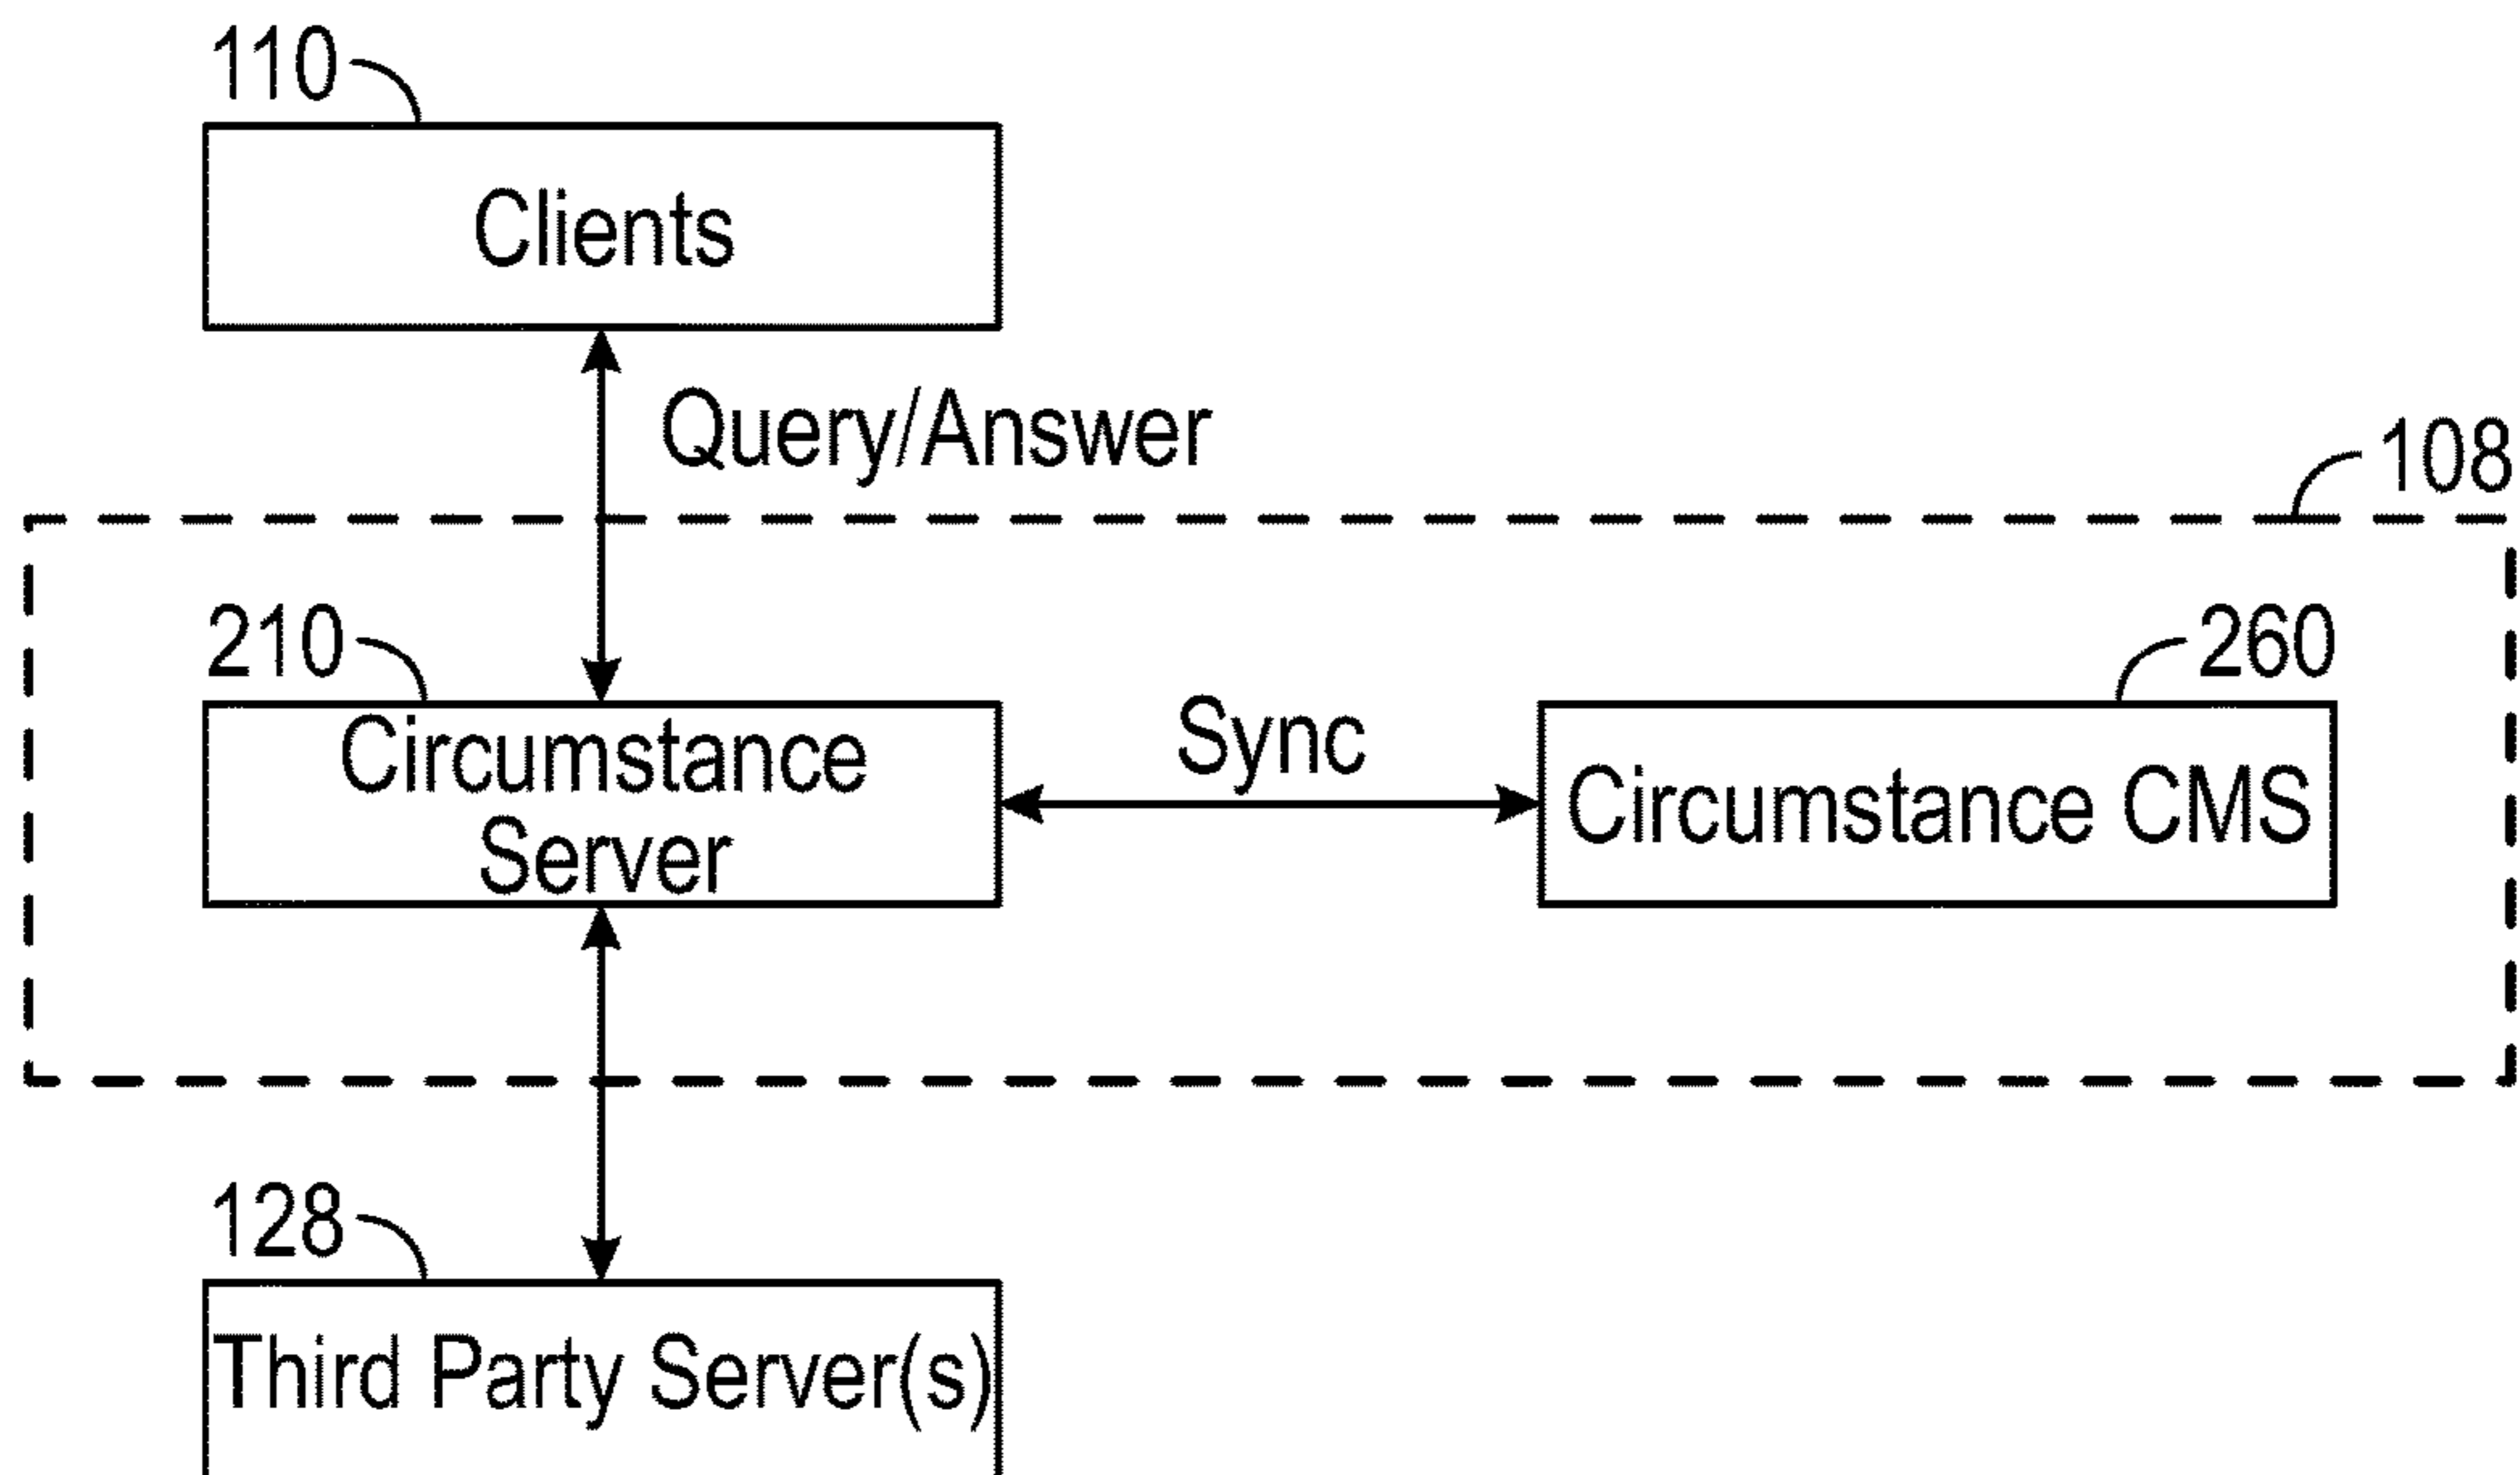 110
Clients
Query/Answer
108
210
260
Circumstance
Server
Sync
Circumstance CMS
128
Third Party Server(s)